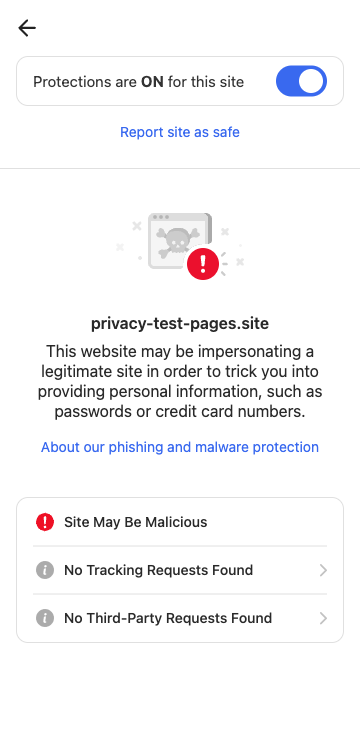 Protections are ON for this site
Report site as safe
privacy-test-pages.site
This website may be impersonating a
legitimate site in order to trick you into
providing personal information, such as
passwords or credit card numbers.
About our phishing and malware protection
Site May Be Malicious
No Tracking Requests Found
No Third-Party Requests Found